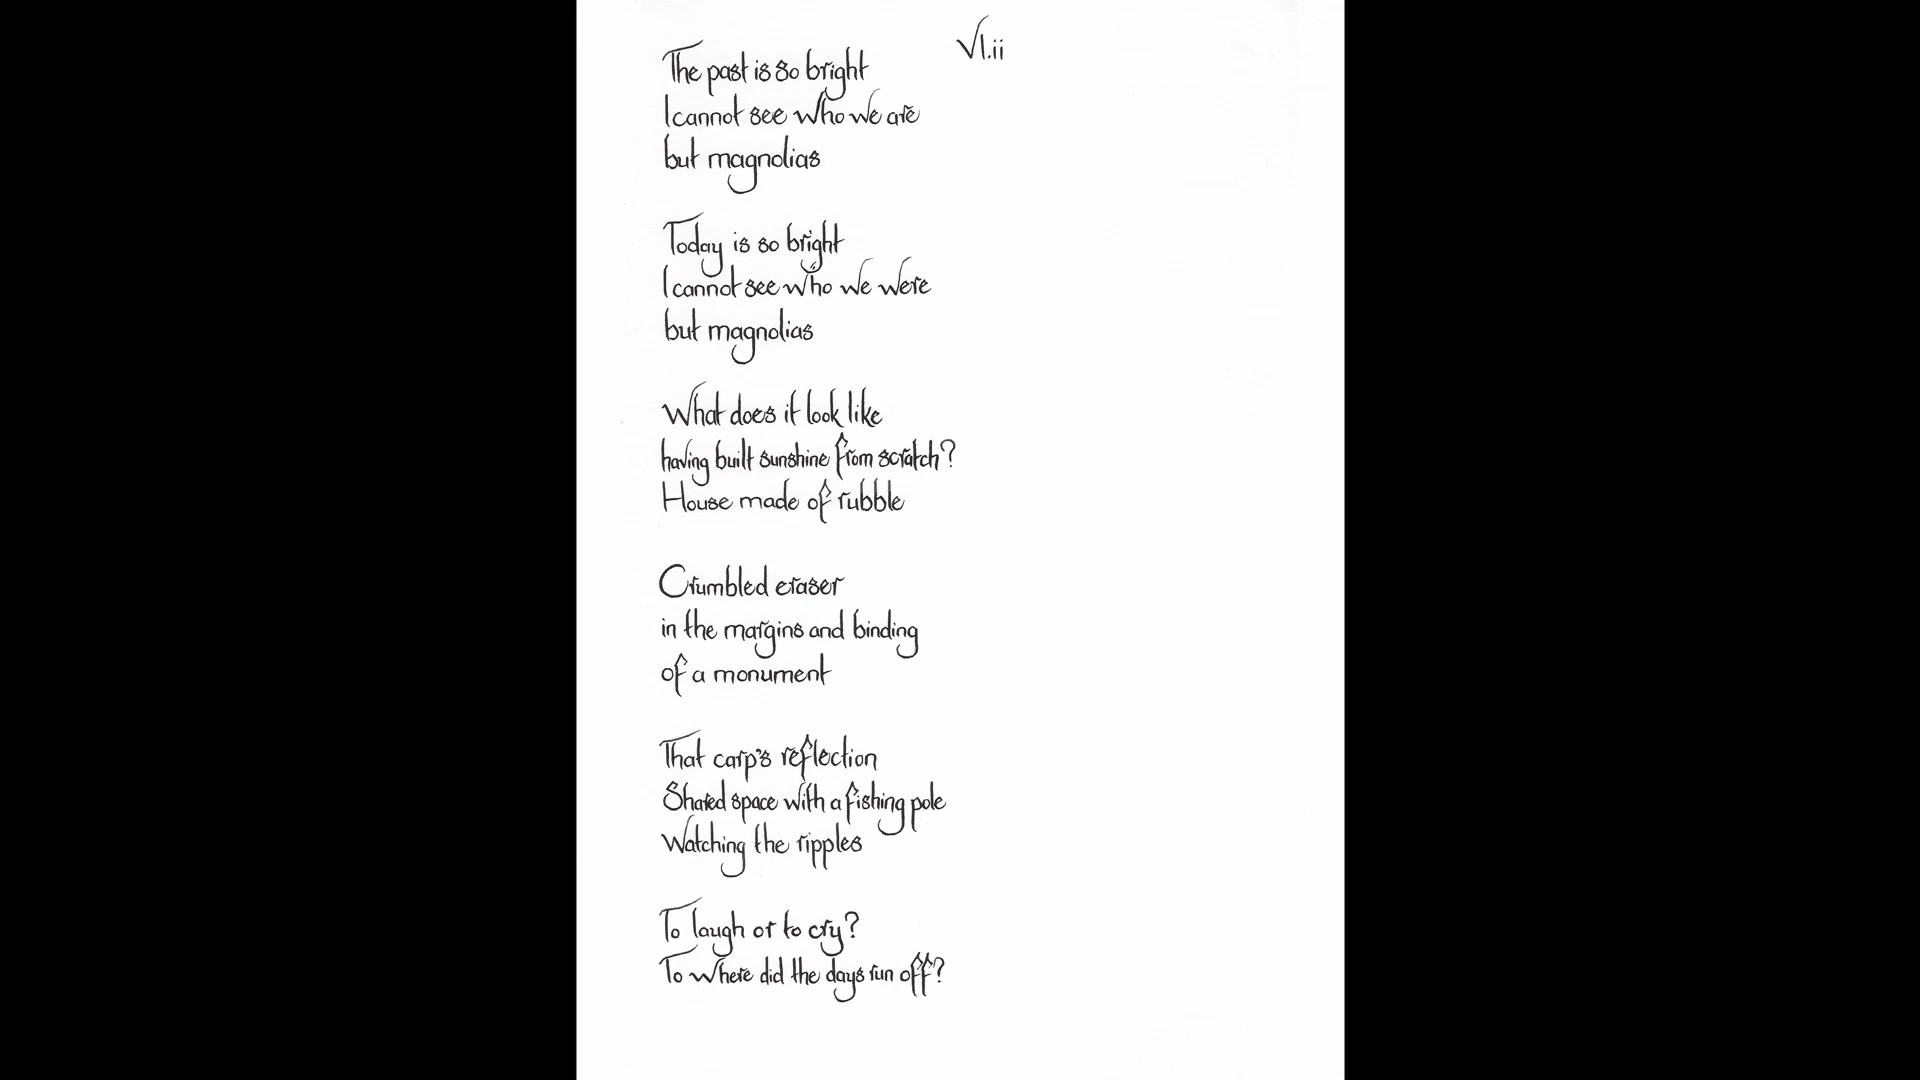 VI.ii
The past is so bright
I cannot see who we are
but magnolias
Today is so bright
I cannot see who we were
but magnolias
What does it look like
having built sunshine from scratch?
House made of rubble
Crumbled eraser
in the margins and binding
of a monument
That carp's reflection
Shared space with a fishing pole
Watching the ripples
To laugh or to cry?
To where did the days run off?